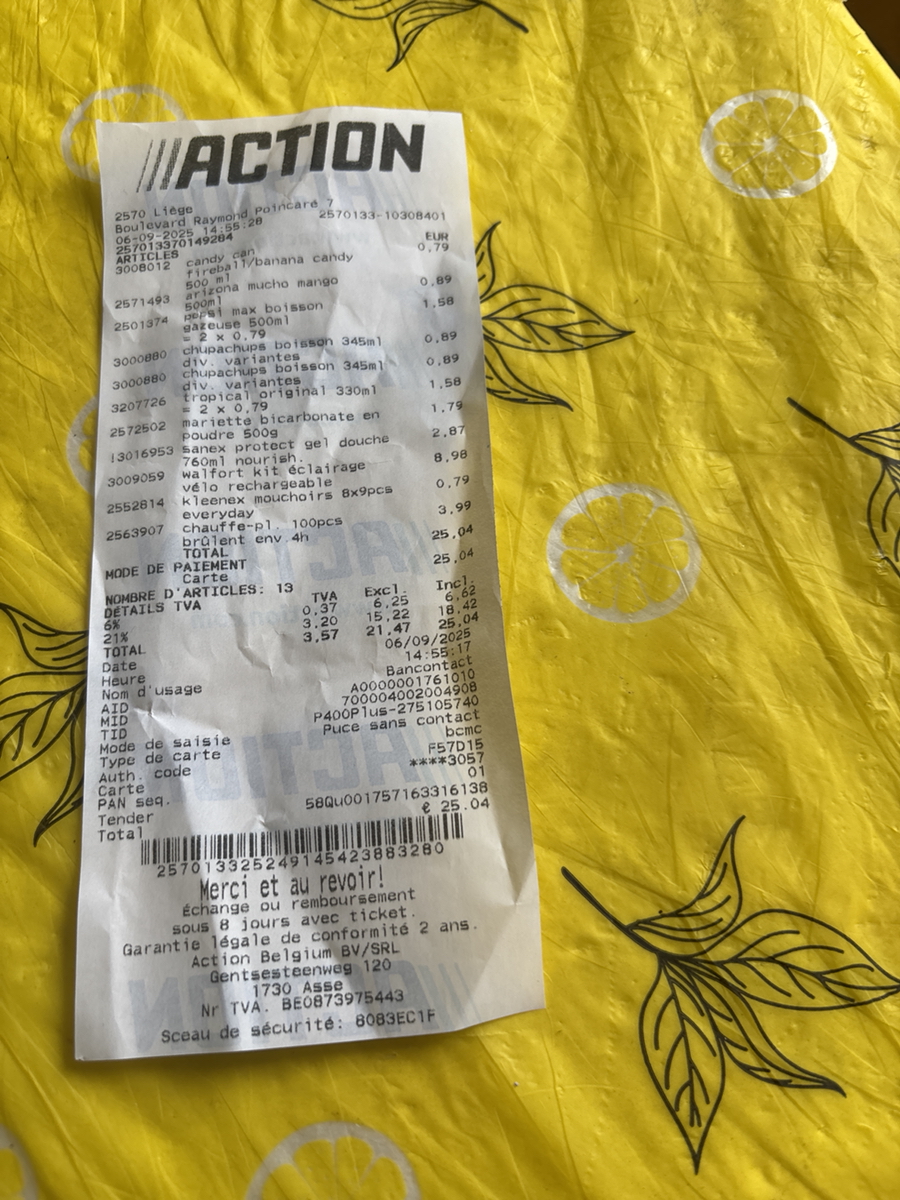 ACTION
2570 Liège
Boulevard Raymond Poincaré 7
06-09-2025 14:55:28 2570133-10308401
257013370149284
ARTICLES EUR
3008012 candy can 0,79
fireball/banana candy
500 ml
2571493 arizona mucho mango 0,89
500ml
2501374 pepsi max boisson 1,58
gazeuse 500ml
= 2 x 0,79
3000880 chupachups boisson 345ml 0,89
div. variantes
3000880 chupachups boisson 345ml 0,89
div. variantes
3207726 tropical original 330ml 1,58
= 2 x 0,79
2572502 mariette bicarbonate en 1,79
poudre 500g
13016953 sanex protect gel douche 2,87
760ml nourish.
3009059 walfort kit éclairage 8,98
vélo rechargeable
2552814 kleenex mouchoirs 8x9pcs 0,79
everyday
2563907 chauffe-pl. 100pcs 3,99
brûlent env.4h
TOTAL 25,04
MODE DE PAIEMENT
Carte 25,04
NOMBRE D'ARTICLES: 13
DÉTAILS TVA TVA Excl. Incl.
6% 0,37 6,25 6,62
21% 3,20 15,22 18,42
TOTAL 3,57 21,47 25,04
Date 06/09/2025
Heure 14:55:17
Nom d'usage Bancontact
AID A0000001761010
MID 700004002004908
TID P400Plus-275105740
Mode de saisie Puce sans contact
Type de carte bcmc
Auth. code F57D15
Carte ****3057
PAN seq. 01
Tender 58Qu001757163316138
Total € 25.04
257013325249145423883280
Merci et au revoir!
Échange ou remboursement
sous 8 jours avec ticket.
Garantie légale de conformité 2 ans.
Action Belgium BV/SRL
Gentsesteenweg 120
1730 Asse
Nr TVA. BE0873975443
Sceau de sécurité: 8083EC1F